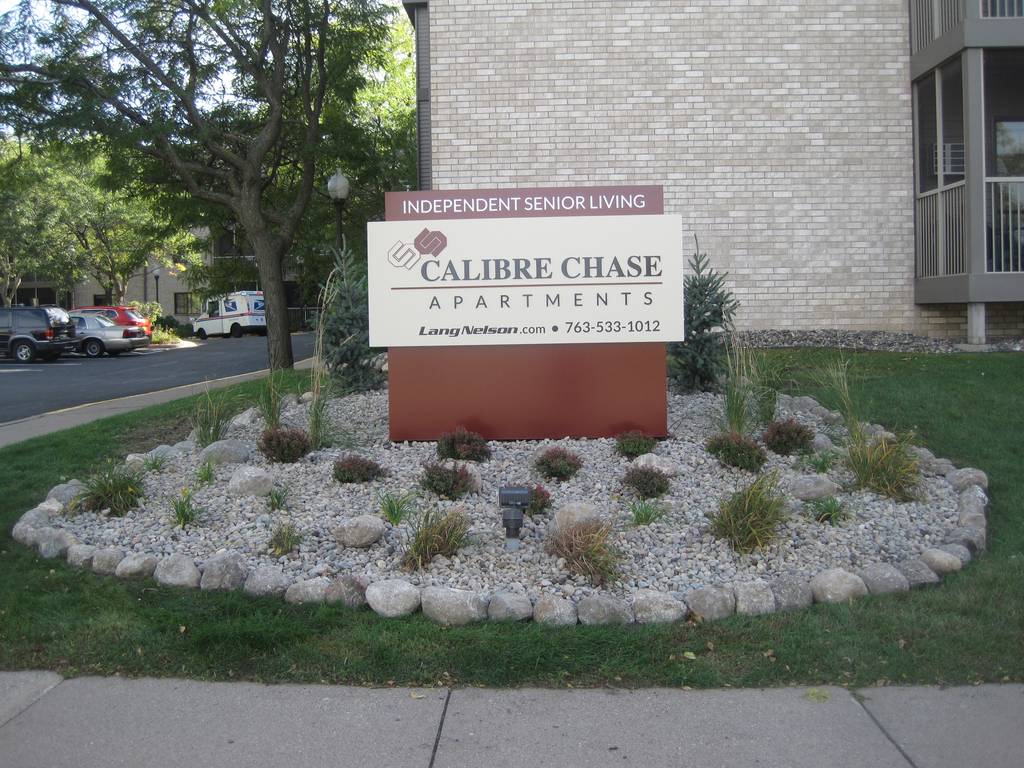 INDEPENDENT SENIOR LIVING
CALIBRE CHASE
APARTMENTS
LangNelson.com • 763-533-1012